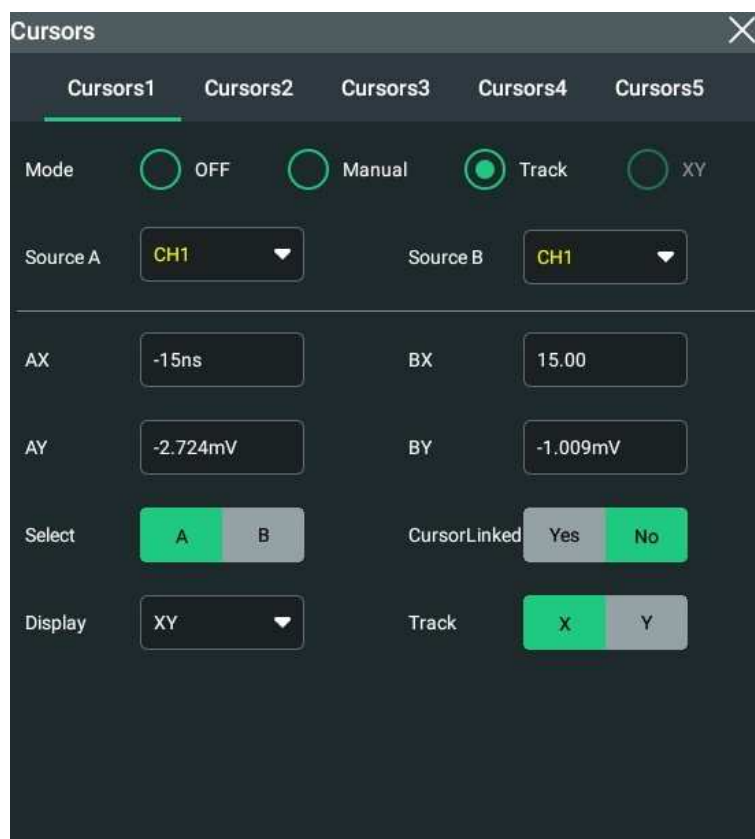 Cursors
Cursors1 Cursors2 Cursors3 Cursors4 Cursors5
Mode OFF Manual Track XY
Source A CH1 Source B CH1
AX -15ns BX 15.00
AY -2.724mV BY -1.009mV
Select A B CursorLinked Yes No
Display XY Track X Y